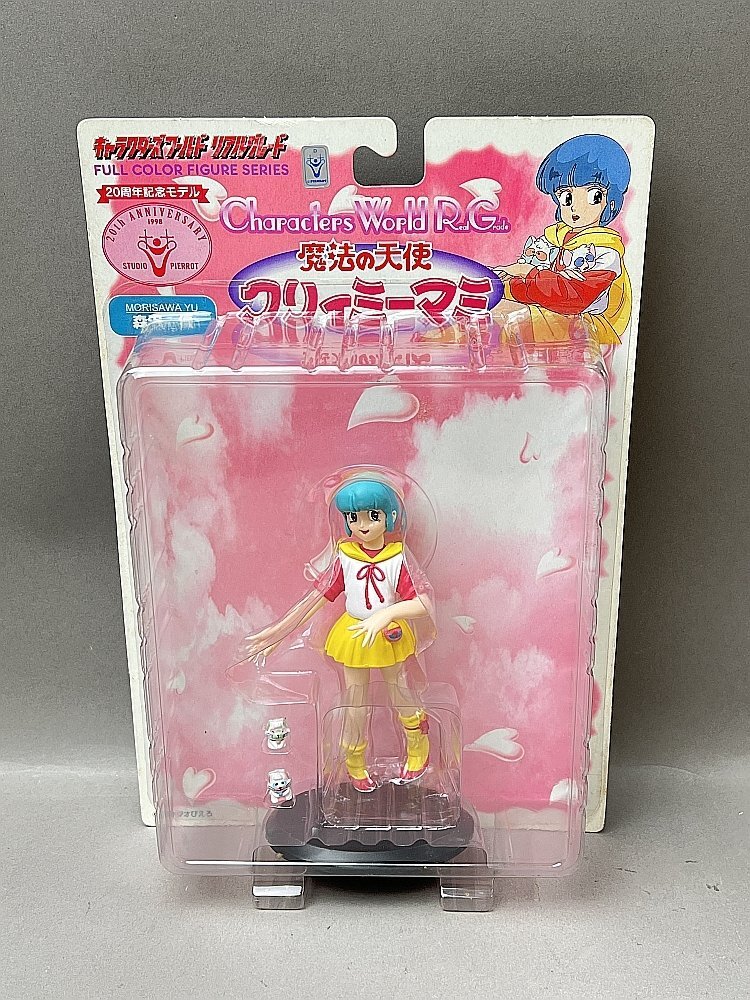 キャラクターズワールド リアルグレード
FULL COLOR FIGURE SERIES
20周年記念モデル
20th ANNIVERSARY
1998
STUDIO PIERROT
Characters World Real Grade
魔法の天使
クリィミーマミ
MORISAWA YU